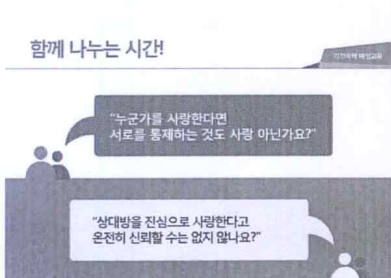 함께 나누는 시간!
"누군가를 사랑한다면
서로를 통제하는 것도 사랑 아닌가요?"
"상대방을 진심으로 사랑한다고
온전히 신뢰할 수는 없지 않나요?"